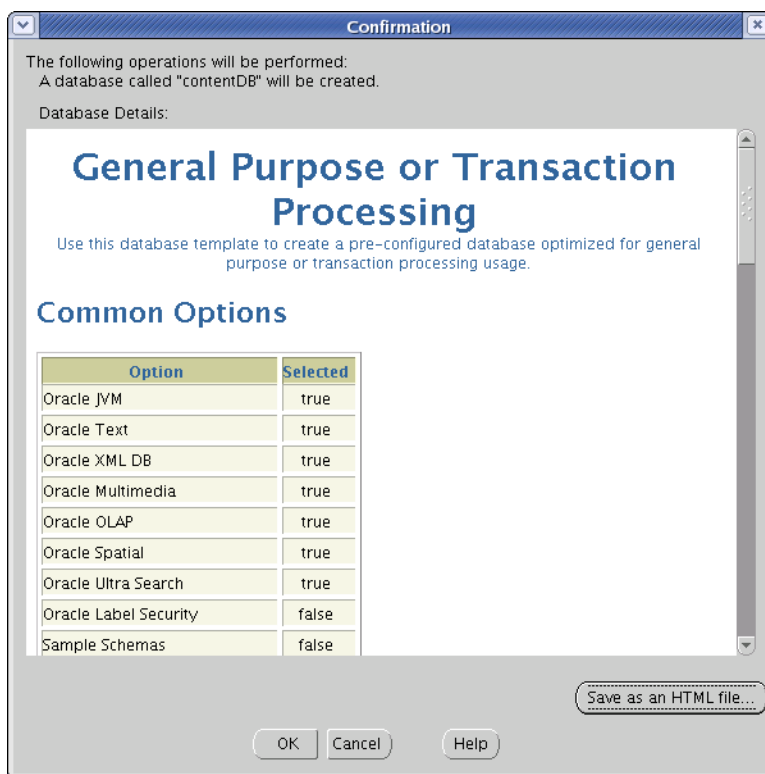 Confirmation
The following operations will be performed:
A database called "contentDB" will be created.
Database Details:
General Purpose or Transaction
Processing
Use this database template to create a pre-configured database optimized for general
purpose or transaction processing usage.
Common Options
Option Selected
Oracle JVM true
Oracle Text true
Oracle XML DB true
Oracle Multimedia true
Oracle OLAP true
Oracle Spatial true
Oracle Ultra Search true
Oracle Label Security false
Sample Schemas false
Save as an HTML file...
OK Cancel Help